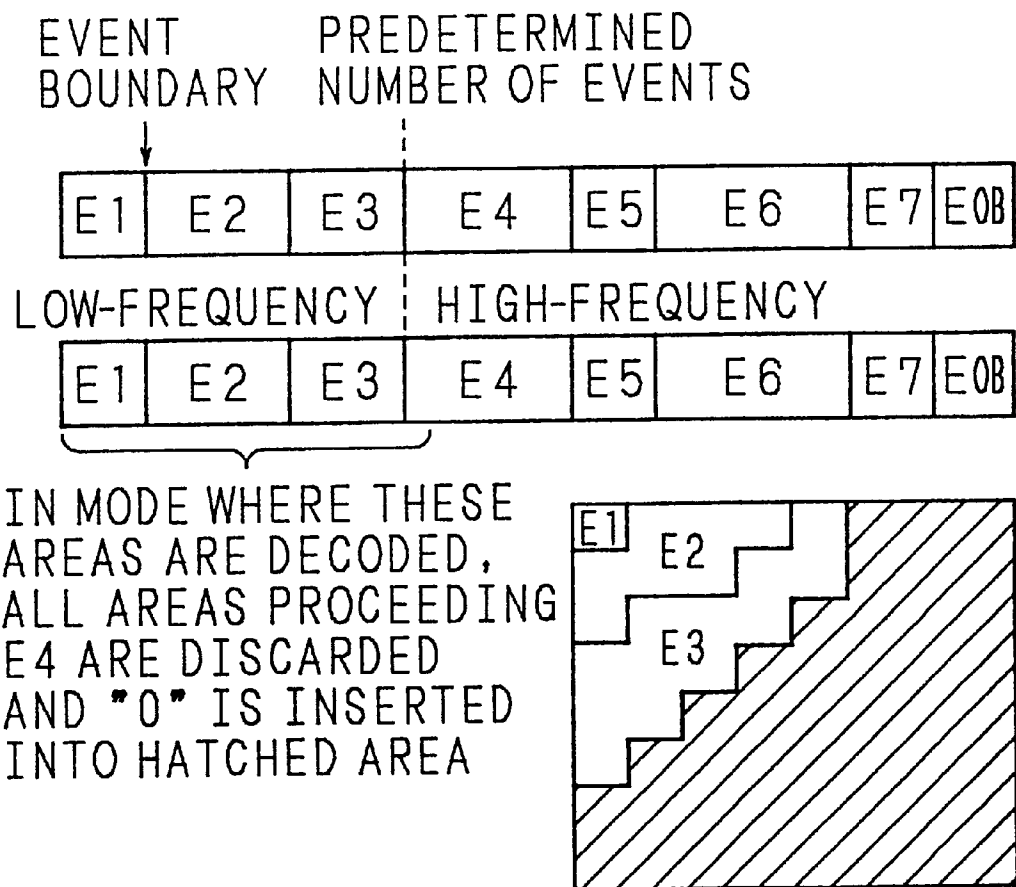 EVENT PREDETERMINED
BOUNDARY NUMBER OF EVENTS
E1 E2 E3 E4 E5 E6 E7 EOB
LOW-FREQUENCY HIGH-FREQUENCY
E1 E2 E3 E4 E5 E6 E7 EOB
IN MODE WHERE THESE
AREAS ARE DECODED,
ALL AREAS PROCEEDING
E4 ARE DISCARDED
AND "0" IS INSERTED
INTO HATCHED AREA
E1
E2
E3